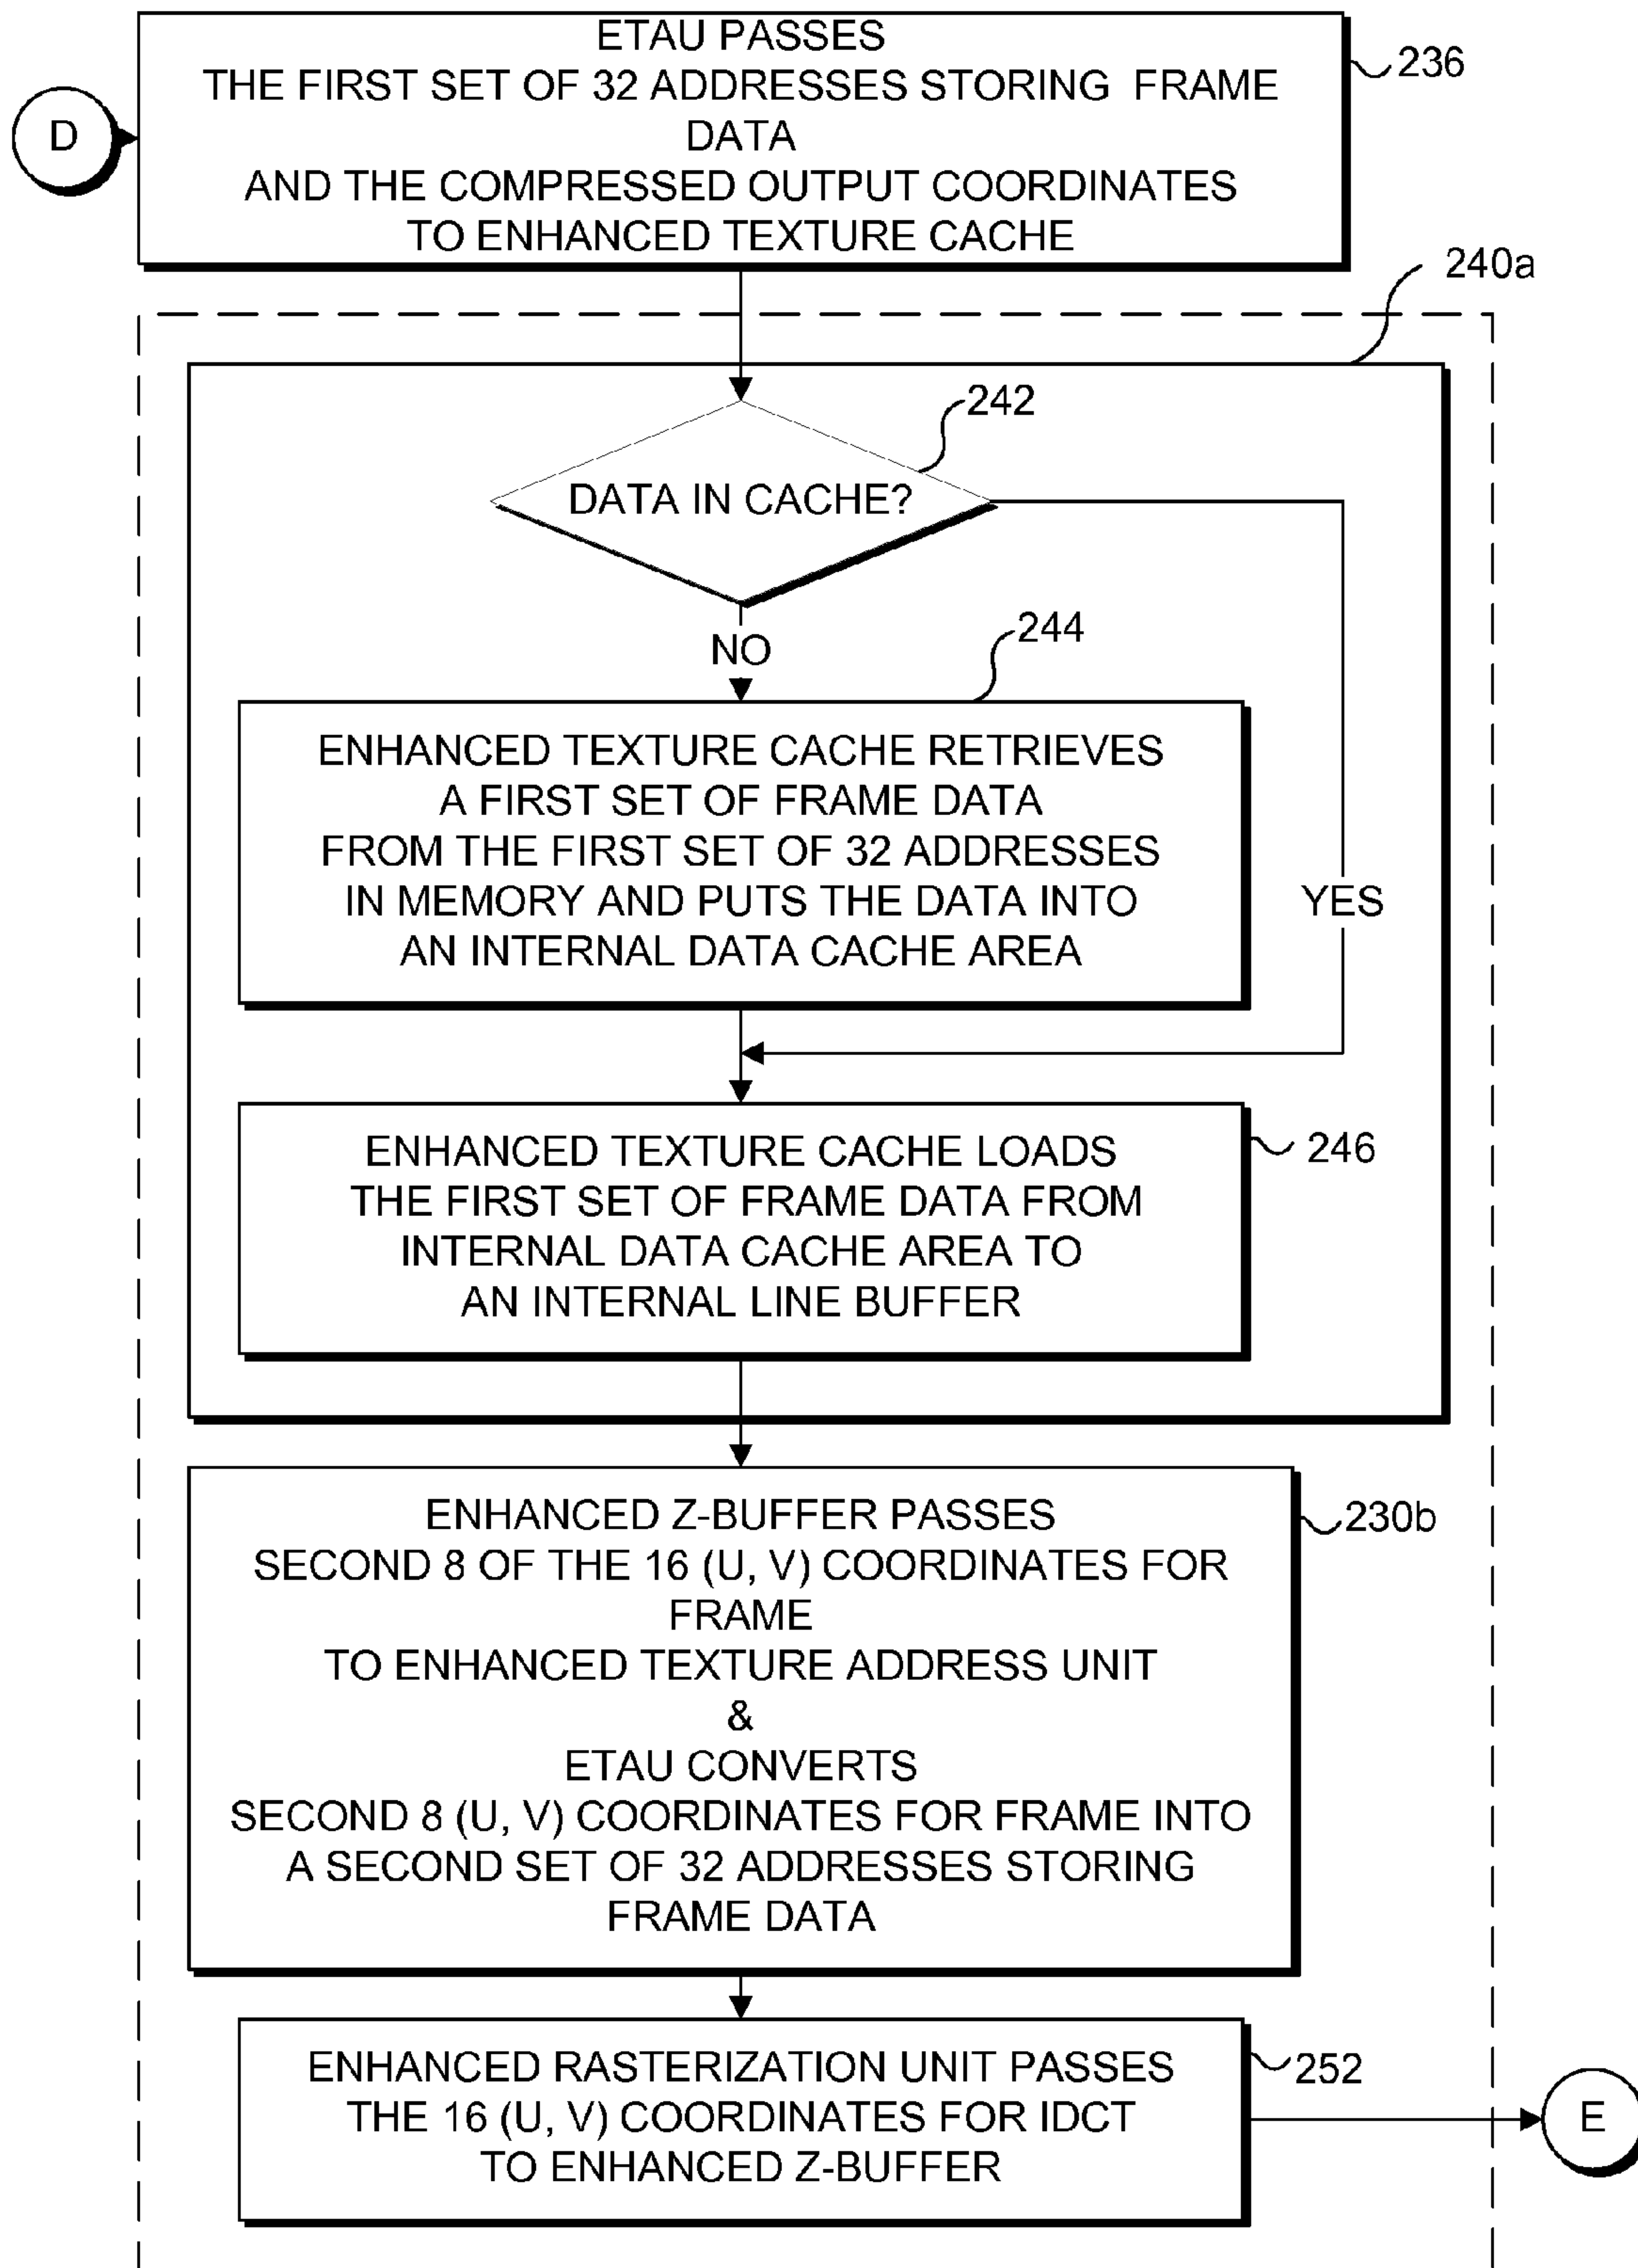 ETAU PASSES
THE FIRST SET OF 32 ADDRESSES STORING FRAME
DATA
AND THE COMPRESSED OUTPUT COORDINATES
TO ENHANCED TEXTURE CACHE
236
D
240a
242
DATA IN CACHE?
NO
244
ENHANCED TEXTURE CACHE RETRIEVES
A FIRST SET OF FRAME DATA
FROM THE FIRST SET OF 32 ADDRESSES
IN MEMORY AND PUTS THE DATA INTO
AN INTERNAL DATA CACHE AREA
YES
ENHANCED TEXTURE CACHE LOADS
THE FIRST SET OF FRAME DATA FROM
INTERNAL DATA CACHE AREA TO
AN INTERNAL LINE BUFFER
246
ENHANCED Z-BUFFER PASSES
SECOND 8 OF THE 16 (U, V) COORDINATES FOR
FRAME
TO ENHANCED TEXTURE ADDRESS UNIT
&
ETAU CONVERTS
SECOND 8 (U, V) COORDINATES FOR FRAME INTO
A SECOND SET OF 32 ADDRESSES STORING
FRAME DATA
230b
ENHANCED RASTERIZATION UNIT PASSES
THE 16 (U, V) COORDINATES FOR IDCT
TO ENHANCED Z-BUFFER
252
E